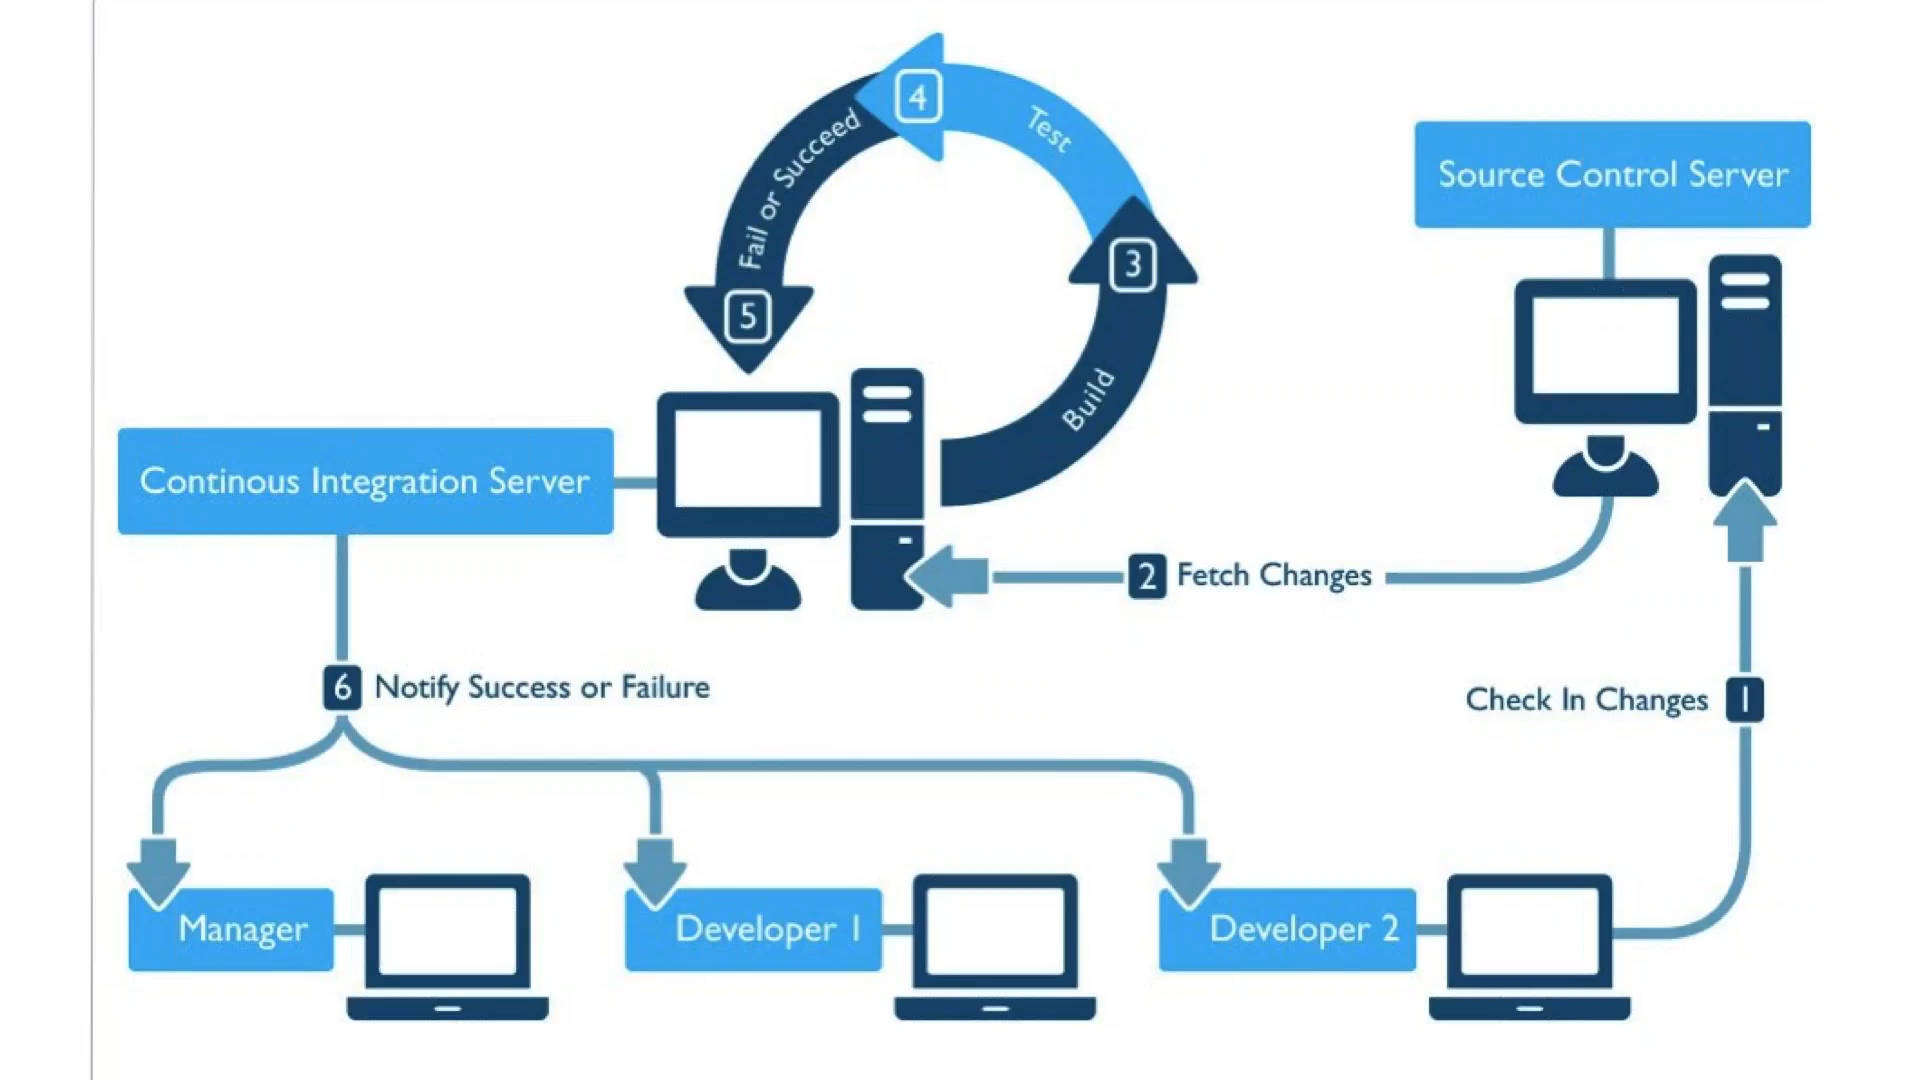 4
Test
Fail or Succeed
3
5
Build
Source Control Server
Continous Integration Server
2 Fetch Changes
6 Notify Success or Failure
Check In Changes 1
Manager
Developer 1
Developer 2